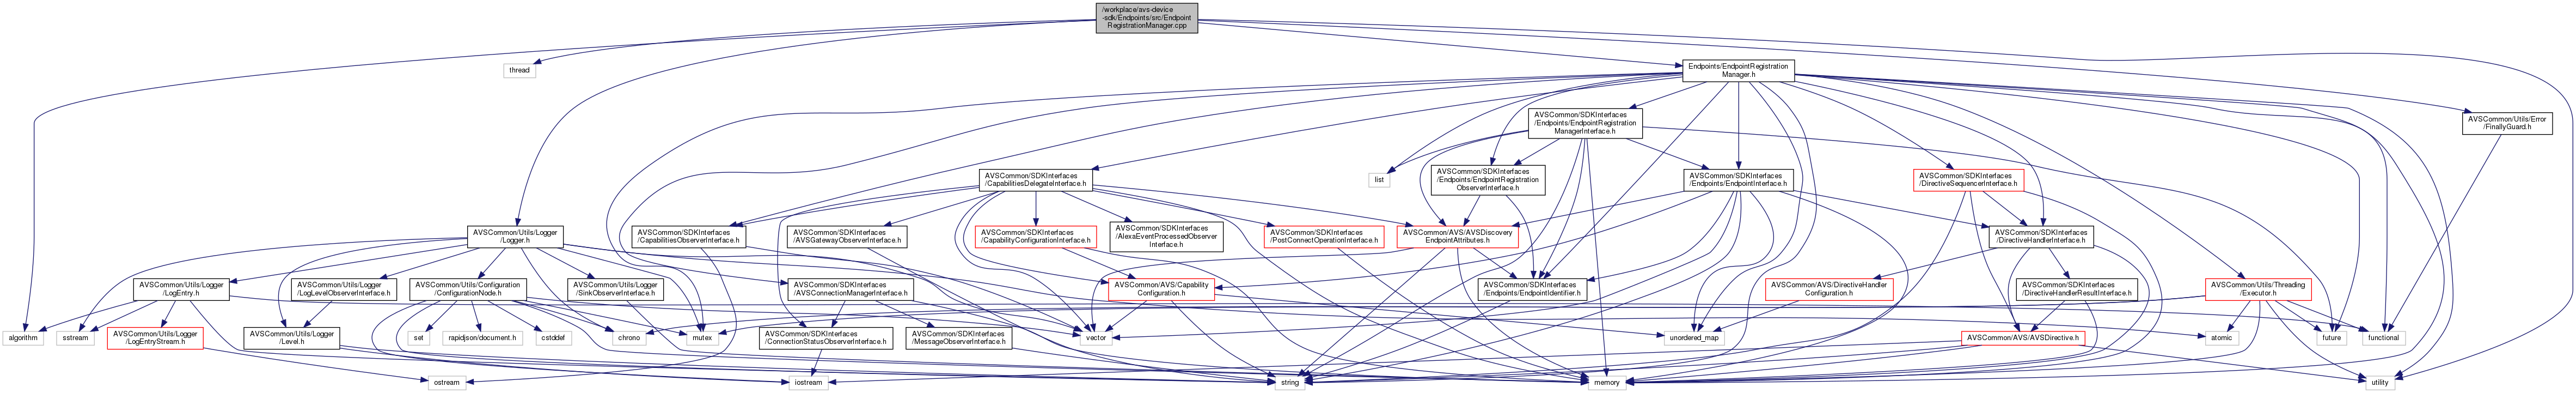 /workplace/avs-device
-sdk/Endpoints/src/Endpoint
RegistrationManager.cpp
thread
Endpoints/EndpointRegistration
Manager.h
AVSCommon/SDKInterfaces
/Endpoints/EndpointRegistration
ManagerInterface.h
AVSCommon/Utils/Error
/FinallyGuard.h
list
AVSCommon/SDKInterfaces
/CapabilitiesDelegateInterface.h
AVSCommon/SDKInterfaces
/Endpoints/EndpointRegistration
ObserverInterface.h
AVSCommon/SDKInterfaces
/Endpoints/EndpointInterface.h
AVSCommon/SDKInterfaces
/DirectiveSequencerInterface.h
AVSCommon/Utils/Logger
/Logger.h
AVSCommon/SDKInterfaces
/CapabilitiesObserverInterface.h
AVSCommon/SDKInterfaces
/AVSGatewayObserverInterface.h
AVSCommon/SDKInterfaces
/CapabilityConfigurationInterface.h
AVSCommon/SDKInterfaces
/AlexaEventProcessedObserver
Interface.h
AVSCommon/SDKInterfaces
/PostConnectOperationInterface.h
AVSCommon/AVS/AVSDiscovery
EndpointAttributes.h
AVSCommon/SDKInterfaces
/DirectiveHandlerInterface.h
AVSCommon/Utils/Logger
/LogEntry.h
AVSCommon/Utils/Logger
/LogLevelObserverInterface.h
AVSCommon/Utils/Configuration
/ConfigurationNode.h
AVSCommon/Utils/Logger
/SinkObserverInterface.h
AVSCommon/SDKInterfaces
/AVSConnectionManagerInterface.h
AVSCommon/AVS/Capability
Configuration.h
AVSCommon/SDKInterfaces
/Endpoints/EndpointIdentifier.h
AVSCommon/AVS/DirectiveHandler
Configuration.h
AVSCommon/SDKInterfaces
/DirectiveHandlerResultInterface.h
AVSCommon/Utils/Threading
/Executor.h
algorithm
sstream
AVSCommon/Utils/Logger
/LogEntryStream.h
AVSCommon/Utils/Logger
/Level.h
set
rapidjson/document.h
cstddef
chrono
mutex
AVSCommon/SDKInterfaces
/ConnectionStatusObserverInterface.h
AVSCommon/SDKInterfaces
/MessageObserverInterface.h
vector
unordered_map
AVSCommon/AVS/AVSDirective.h
atomic
future
functional
ostream
iostream
string
memory
utility